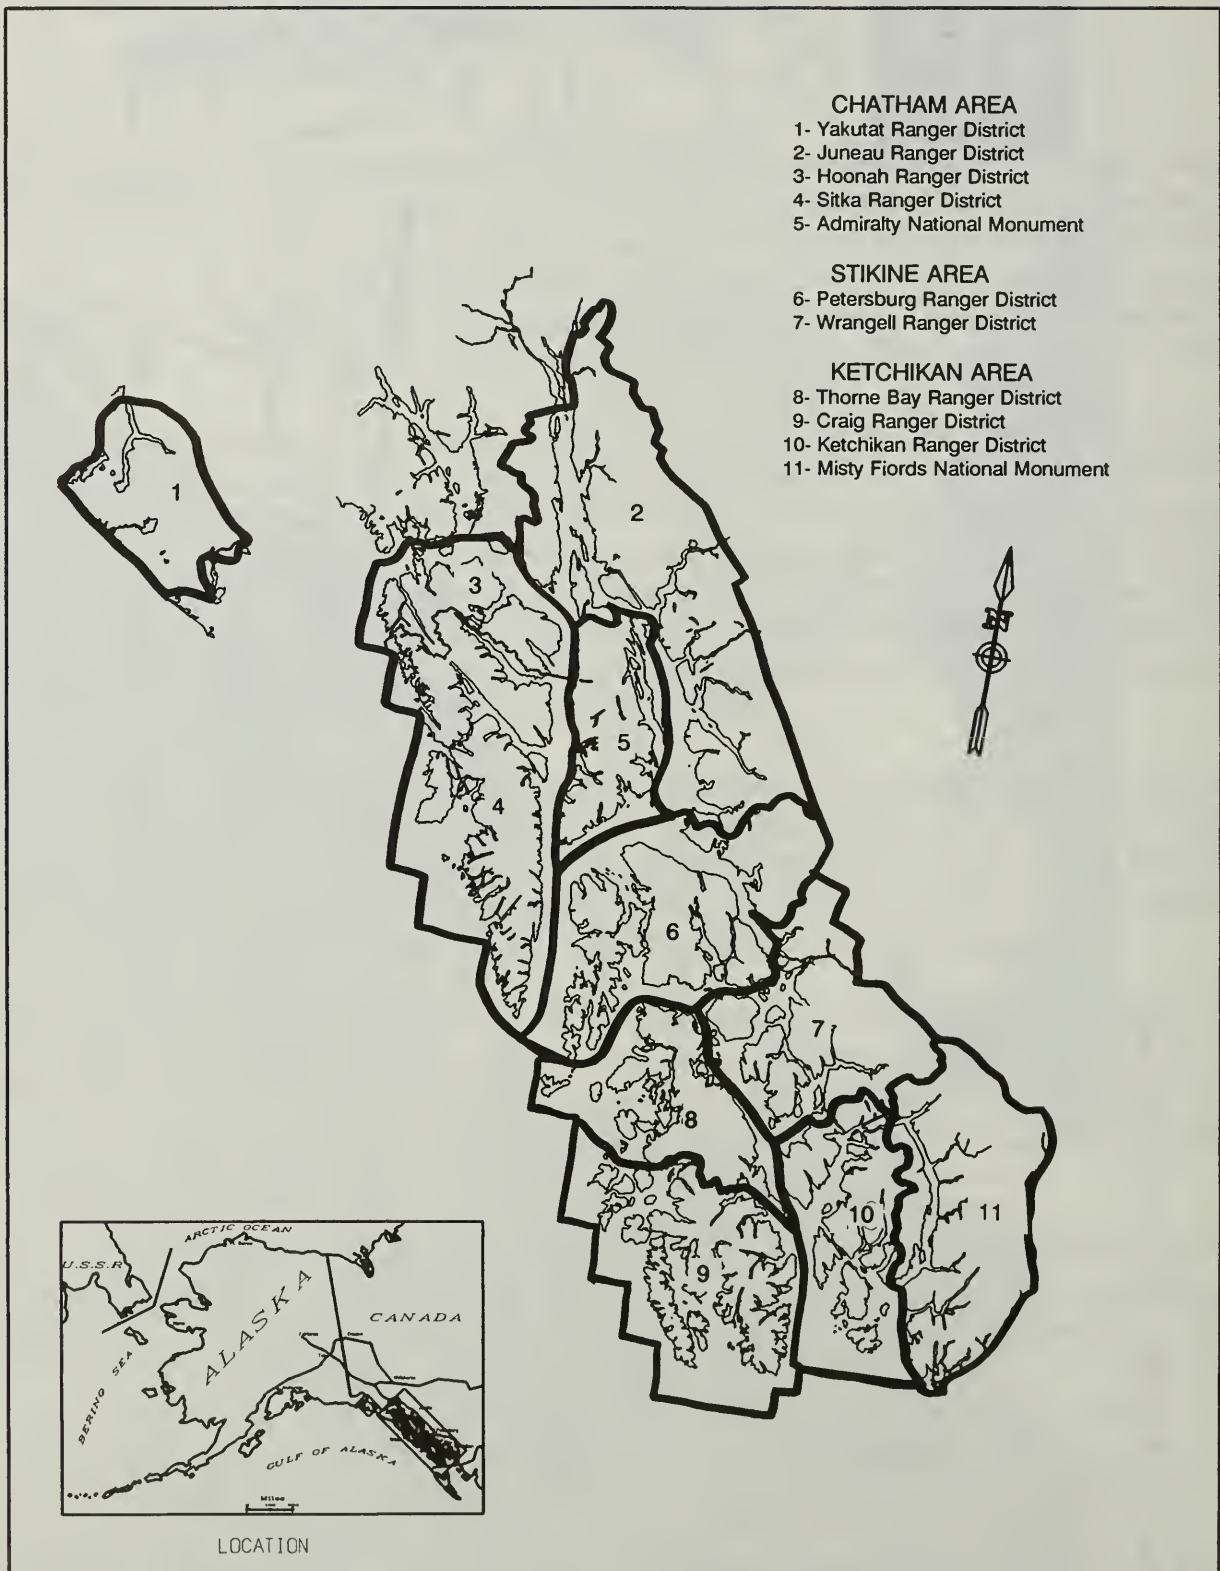 CHATHAM AREA
1- Yakutat Ranger District
2- Juneau Ranger District
3- Hoonah Ranger District
4- Sitka Ranger District
5- Admiralty National Monument
STIKINE AREA
6- Petersburg Ranger District
7- Wrangell Ranger District
KETCHIKAN AREA
8- Thorne Bay Ranger District
9- Craig Ranger District
10- Ketchikan Ranger District
11- Misty Fiords National Monument
1
2
3
4
5
6
7
8
9
10
11
N
ARCTIC OCEAN
U.S.S.R.
ALASKA
CANADA
BERING SEA
GULF OF ALASKA
Miles
LOCATION